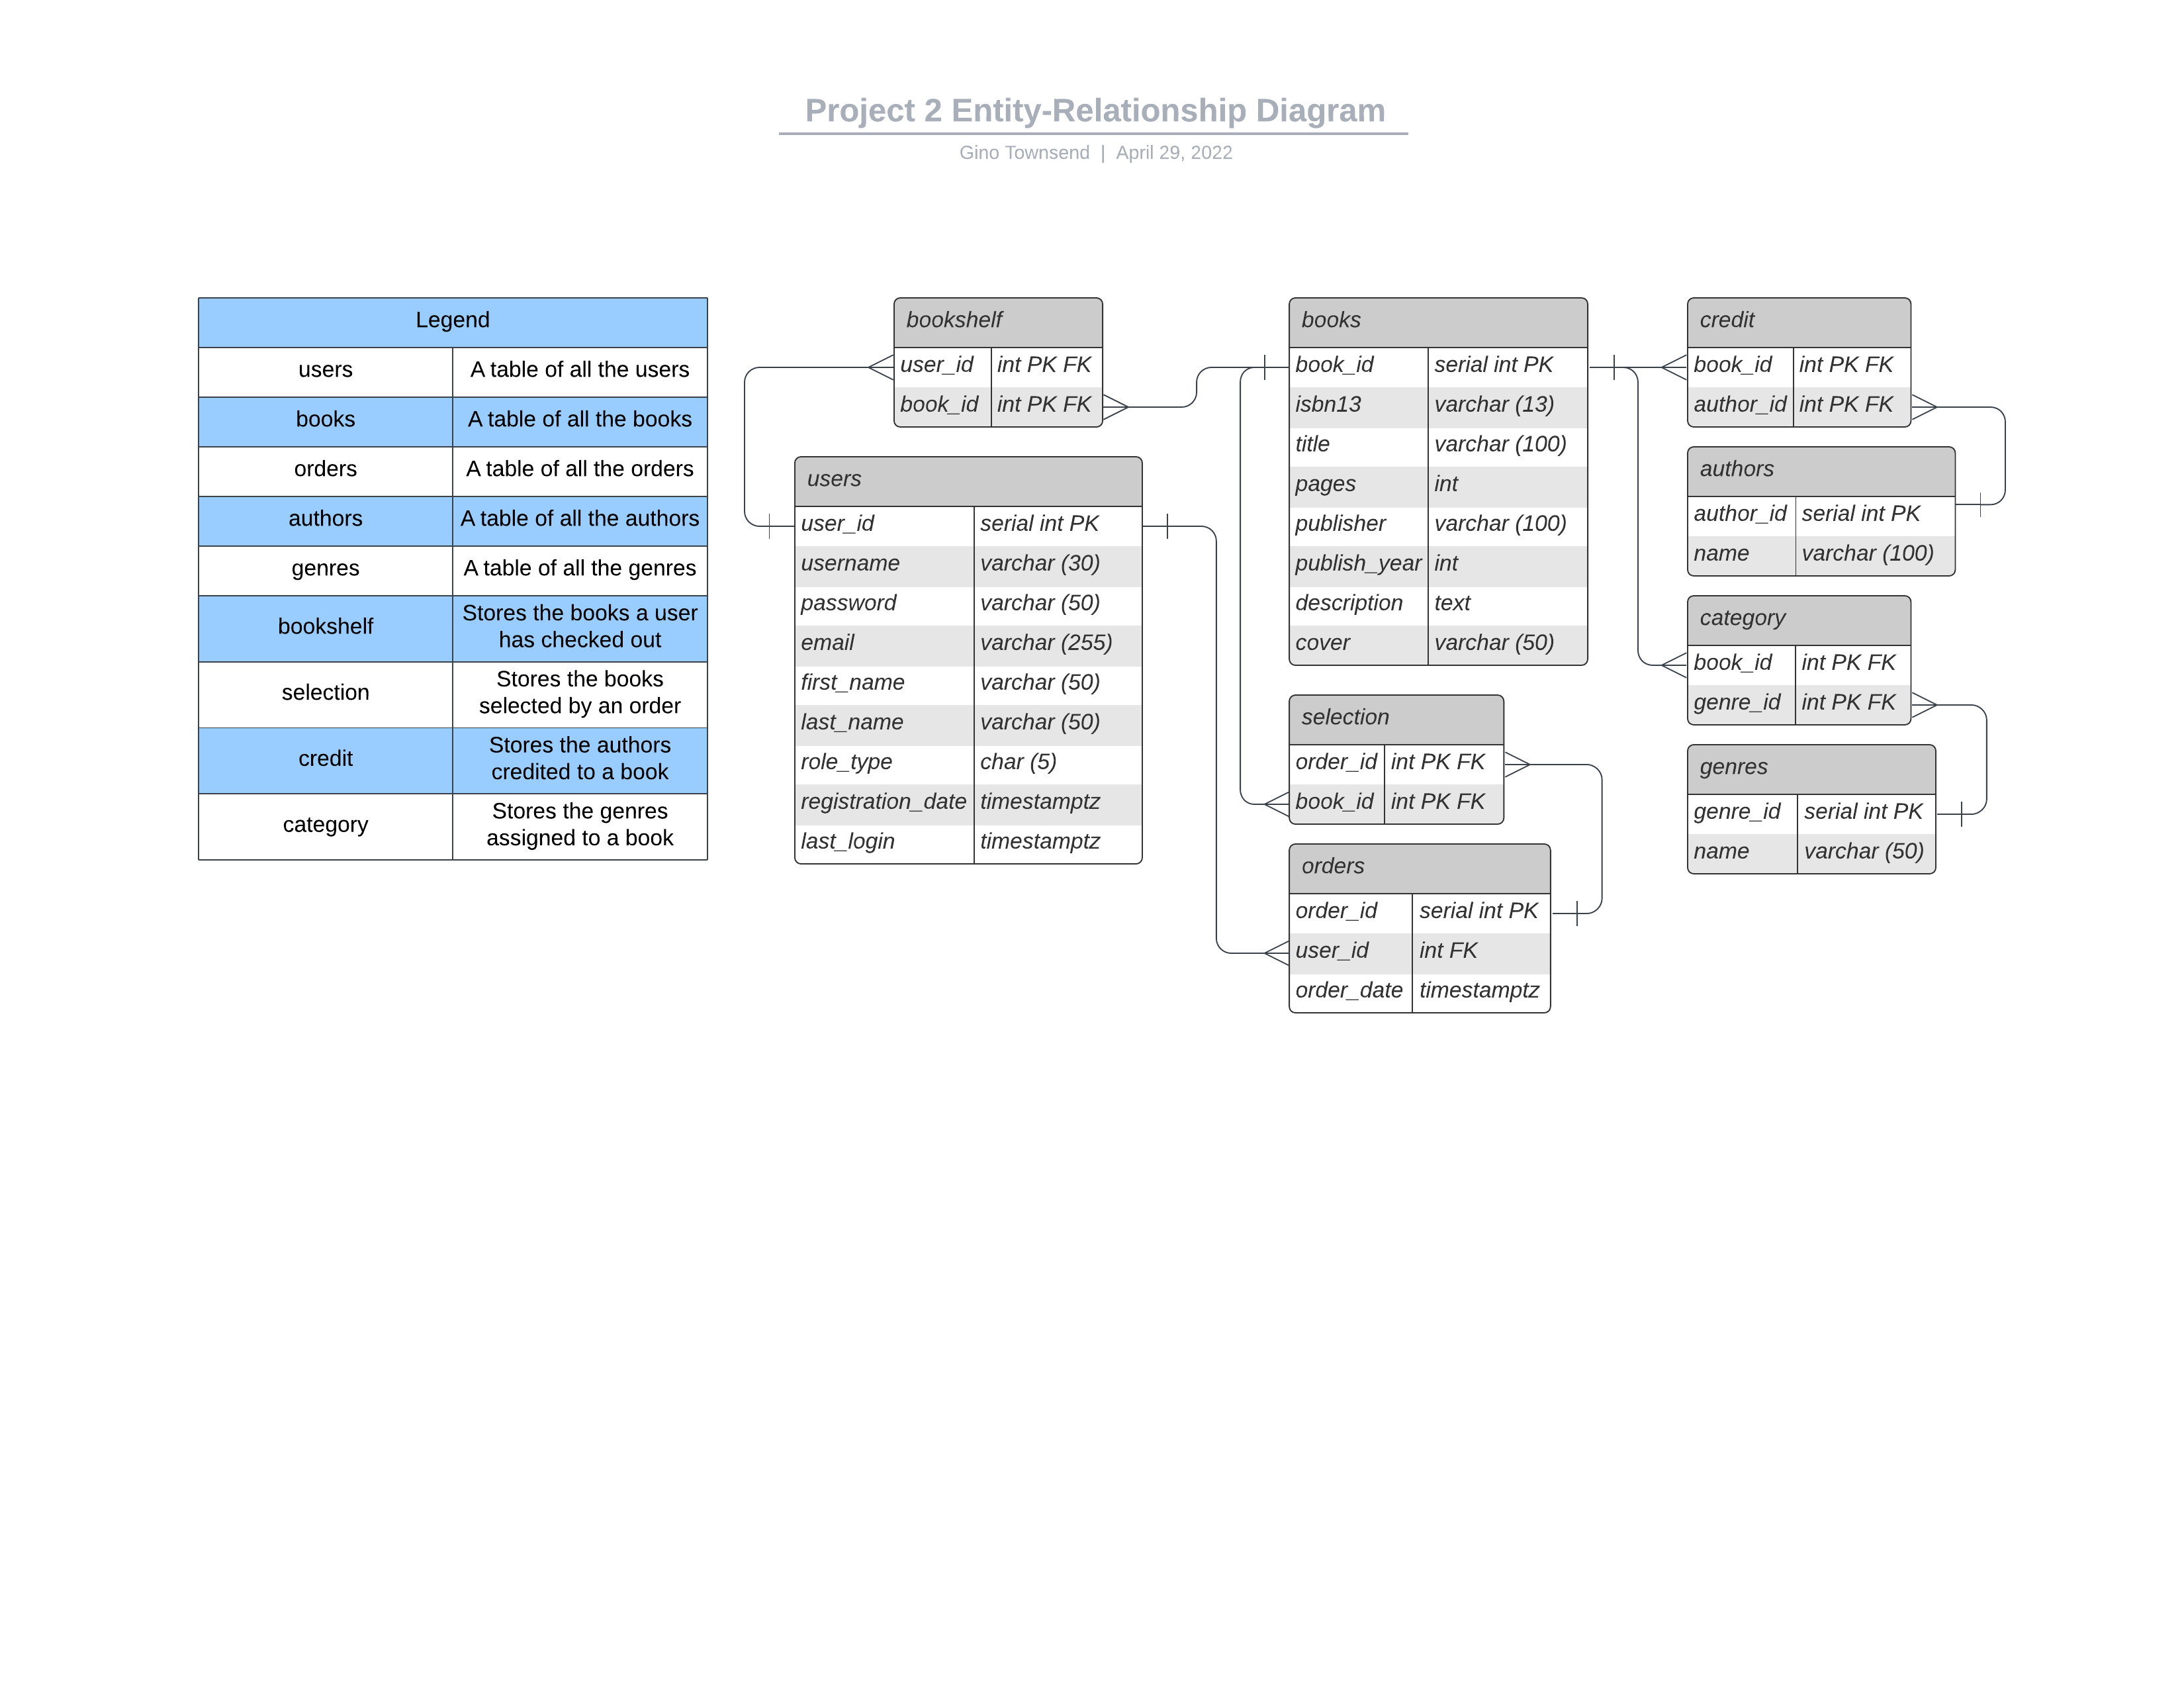 Project 2 Entity-Relationship Diagram
Gino Townsend | April 29, 2022
Legend
users A table of all the users
books A table of all the books
orders A table of all the orders
authors A table of all the authors
genres A table of all the genres
bookshelf Stores the books a user
has checked out
selection Stores the books
selected by an order
credit Stores the authors
credited to a book
category Stores the genres
assigned to a book
bookshelf
user_id int PK FK
book_id int PK FK
users
user_id serial int PK
username varchar (30)
password varchar (50)
email varchar (255)
first_name varchar (50)
last_name varchar (50)
role_type char (5)
registration_date timestamptz
last_login timestamptz
books
book_id serial int PK
isbn13 varchar (13)
title varchar (100)
pages int
publisher varchar (100)
publish_year int
description text
cover varchar (50)
selection
order_id int PK FK
book_id int PK FK
orders
order_id serial int PK
user_id int FK
order_date timestamptz
credit
book_id int PK FK
author_id int PK FK
authors
author_id serial int PK
name varchar (100)
category
book_id int PK FK
genre_id int PK FK
genres
genre_id serial int PK
name varchar (50)